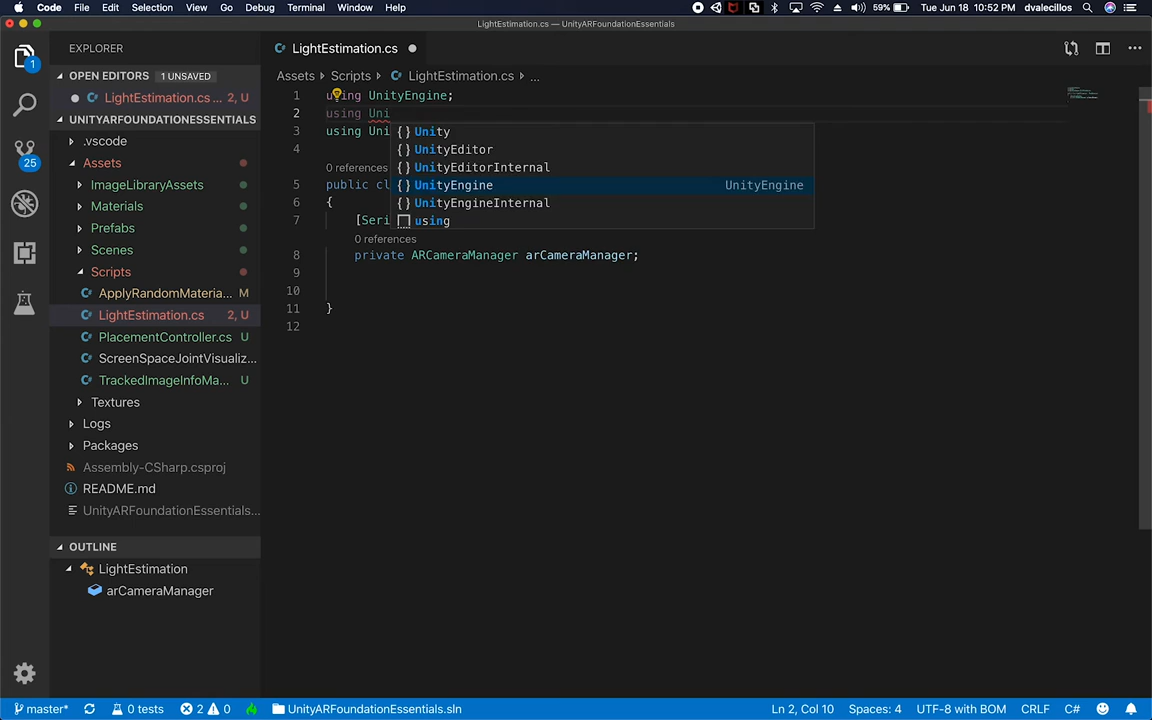 Code File Edit Selection View Go Debug Terminal Window Help 59% Tue Jun 18 10:52 PM dvalecillos
LightEstimation.cs — UnityARFoundationEssentials
EXPLORER
1
OPEN EDITORS 1 UNSAVED
LightEstimation.cs ... 2, U
UNITYARFOUNDATIONESSENTIALS
.vscode
25
Assets
ImageLibraryAssets
Materials
Prefabs
Scenes
Scripts
ApplyRandomMateria... M
LightEstimation.cs 2, U
PlacementController.cs U
ScreenSpaceJointVisualiz...
TrackedImageInfoMa... U
Textures
Logs
Packages
Assembly-CSharp.csproj
README.md
UnityARFoundationEssentials...
OUTLINE
LightEstimation
arCameraManager
LightEstimation.cs
Assets Scripts LightEstimation.cs ...
1 using UnityEngine;
2 using Uni
3 using Uni
4
0 references
5 public cl
6 {
7 [Seri
0 references
8 private ARCameraManager arCameraManager;
9
10
11 }
12
{} Unity
{} UnityEditor
{} UnityEditorInternal
{} UnityEngine UnityEngine
{} UnityEngineInternal
using
master* 0 tests 2 0 UnityARFoundationEssentials.sln Ln 2, Col 10 Spaces: 4 UTF-8 with BOM CRLF C#